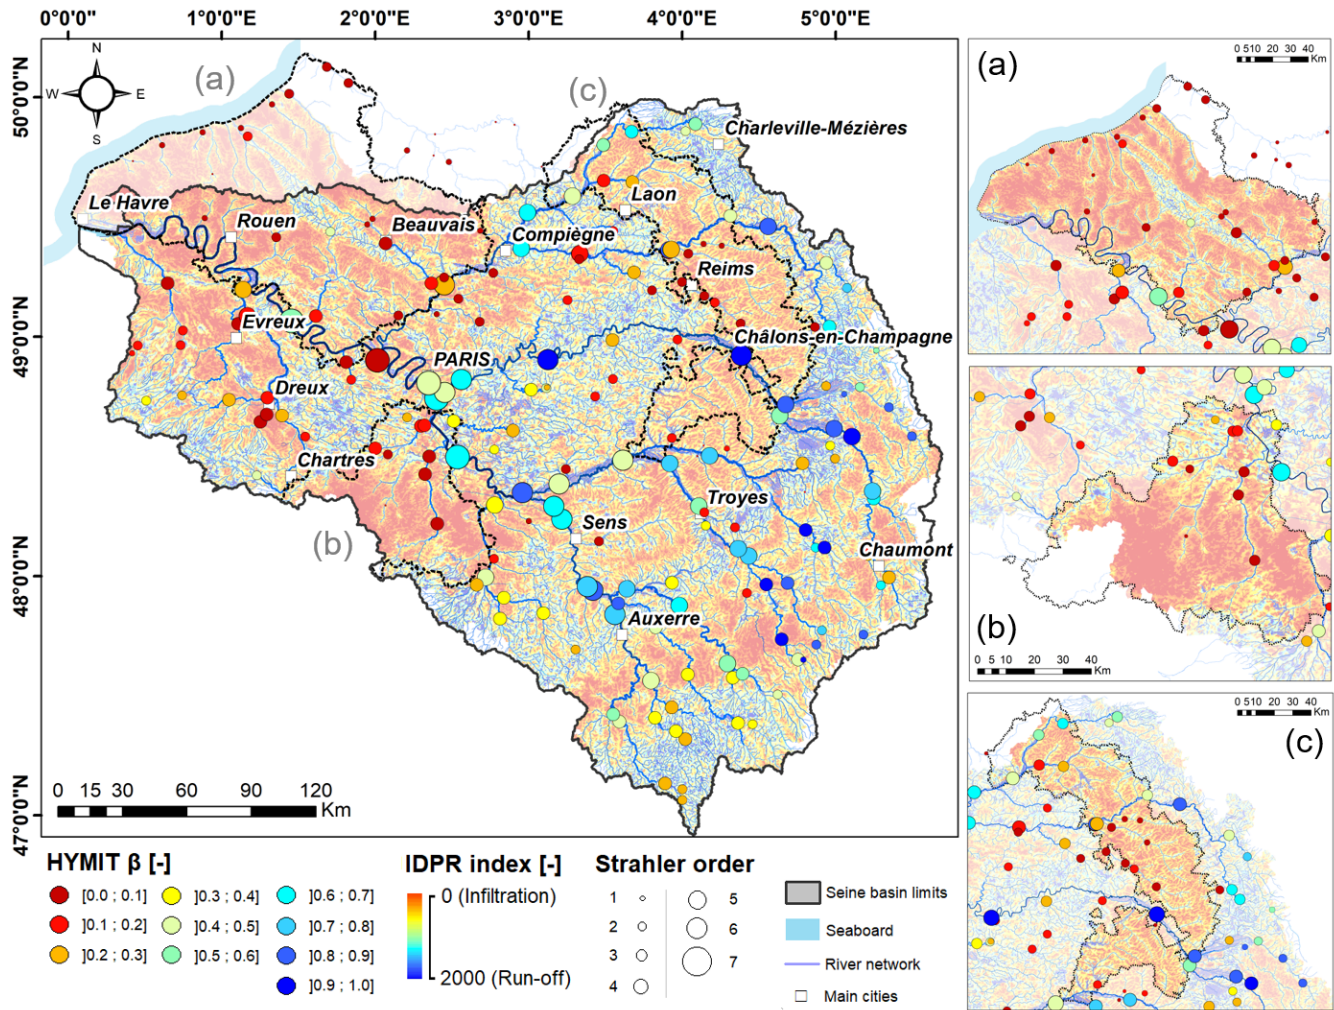 0°0'0"E 1°0'0"E 2°0'0"E 3°0'0"E 4°0'0"E 5°0'0"E
50°0'0"N
49°0'0"N
48°0'0"N
47°0'0"N
N
W E
S
(a)
(c)
(b)
Charleville-Mézières
Le Havre
Rouen
Beauvais
Laon
Compiègne
Reims
Evreux
PARIS
Châlons-en-Champagne
Dreux
Chartres
Troyes
Sens
Chaumont
Auxerre
0 15 30 60 90 120
Km
(a)
0 5 10 20 30 40
Km
(b)
0 5 10 20 30 40
Km
(c)
0 5 10 20 30 40
Km
HYMIT β [-]
]0.0 ; 0.1]
]0.1 ; 0.2]
]0.2 ; 0.3]
]0.3 ; 0.4]
]0.4 ; 0.5]
]0.5 ; 0.6]
]0.6 ; 0.7]
]0.7 ; 0.8]
]0.8 ; 0.9]
]0.9 ; 1.0]
IDPR index [-]
0 (Infiltration)
2000 (Run-off)
Strahler order
1
2
3
4
5
6
7
Seine basin limits
Seaboard
River network
Main cities